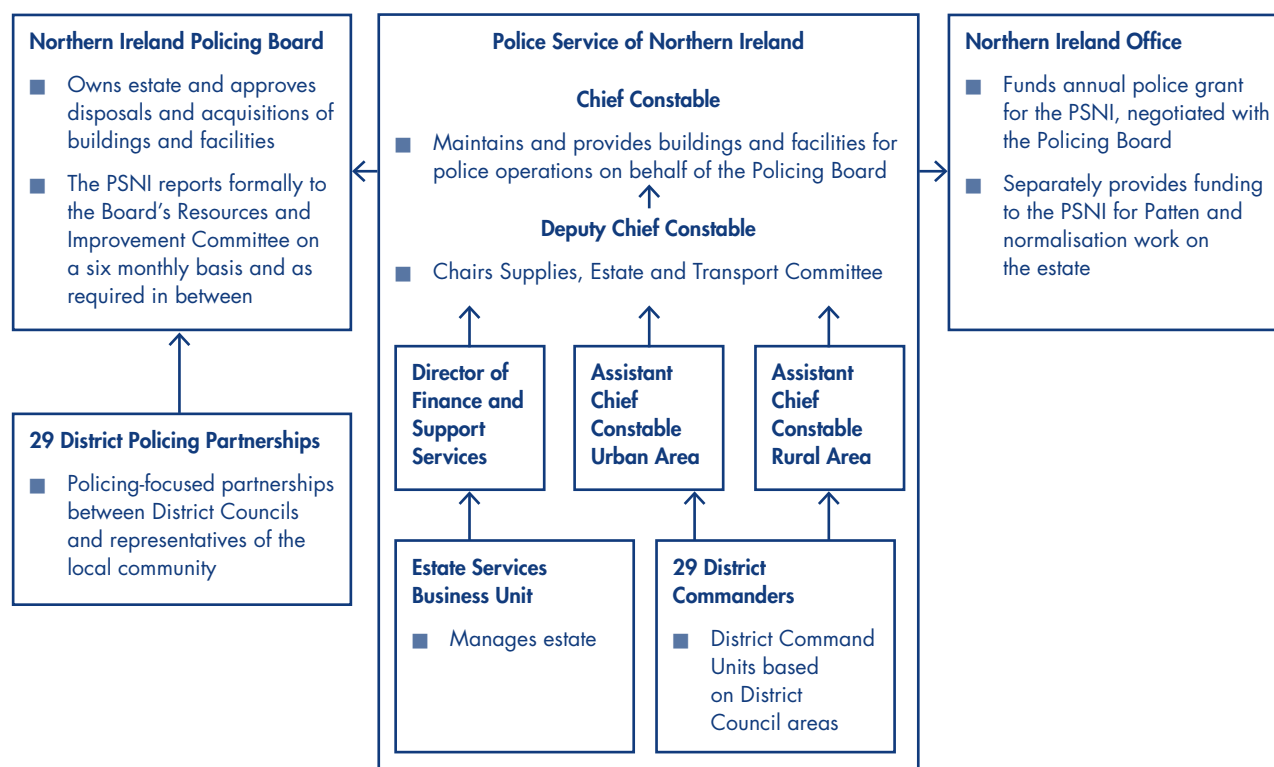 Northern Ireland Policing Board
■ Owns estate and approves
disposals and acquisitions of
buildings and facilities
■ The PSNI reports formally to
the Board's Resources and
Improvement Committee on
a six monthly basis and as
required in between
29 District Policing Partnerships
■ Policing-focused partnerships
between District Councils
and representatives of the
local community
Police Service of Northern Ireland
Chief Constable
■ Maintains and provides buildings and facilities for
police operations on behalf of the Policing Board
Deputy Chief Constable
■ Chairs Supplies, Estate and Transport Committee
Director of
Finance and
Support
Services
Assistant
Chief
Constable
Urban Area
Assistant
Chief
Constable
Rural Area
Estate Services
Business Unit
■ Manages estate
29 District
Commanders
■ District Command
Units based
on District
Council areas
Northern Ireland Office
■ Funds annual police grant
for the PSNI, negotiated with
the Policing Board
■ Separately provides funding
to the PSNI for Patten and
normalisation work on
the estate